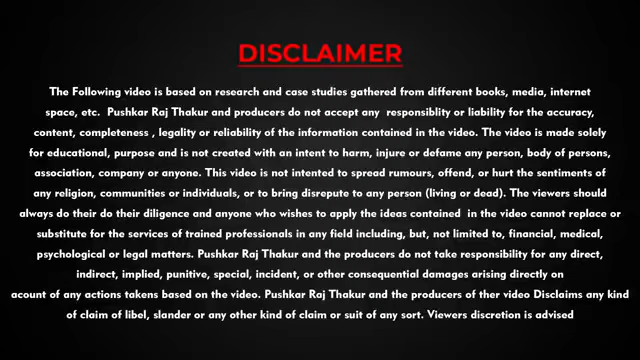 DISCLAIMER
The Following video is based on research and case studies gathered from different books, media, internet
space, etc. Pushkar Raj Thakur and producers do not accept any responsiblity or liability for the accuracy,
content, completeness , legality or reliability of the information contained in the video. The video is made solely
for educational, purpose and is not created with an intent to harm, injure or defame any person, body of persons,
association, company or anyone. This video is not intented to spread rumours, offend, or hurt the sentiments of
any religion, communities or individuals, or to bring disrepute to any person (living or dead). The viewers should
always do their do their diligence and anyone who wishes to apply the ideas contained in the video cannot replace or
substitute for the services of trained professionals in any field including, but, not limited to, financial, medical,
psychological or legal matters. Pushkar Raj Thakur and the producers do not take responsibility for any direct,
indirect, implied, punitive, special, incident, or other consequential damages arising directly on
acount of any actions takens based on the video. Pushkar Raj Thakur and the producers of ther video Disclaims any kind
of claim of libel, slander or any other kind of claim or suit of any sort. Viewers discretion is advised